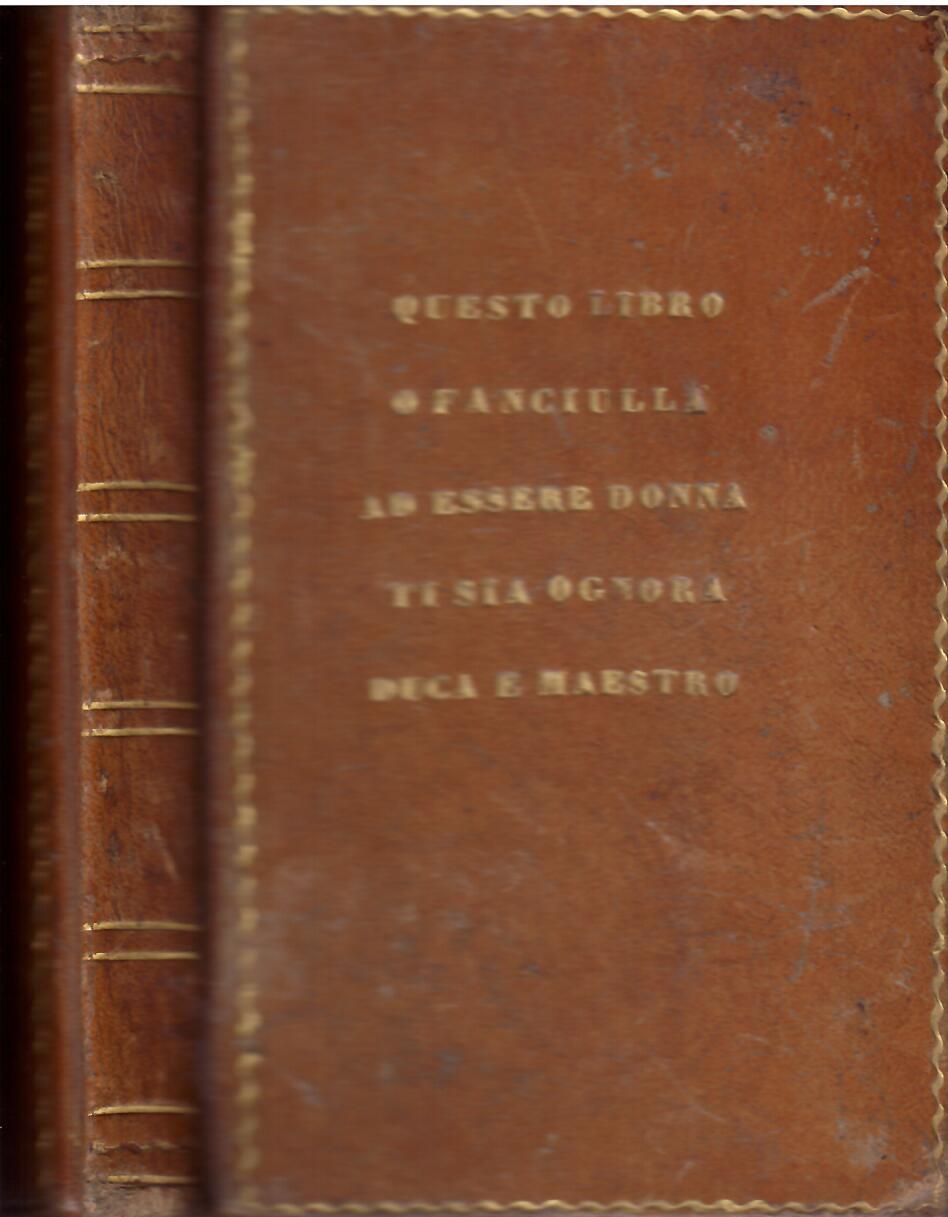 QUESTO LIBRO
O FANCIULLA
AD ESSERE DONNA
TI SIA OGNORA
DUCA E MAESTRO